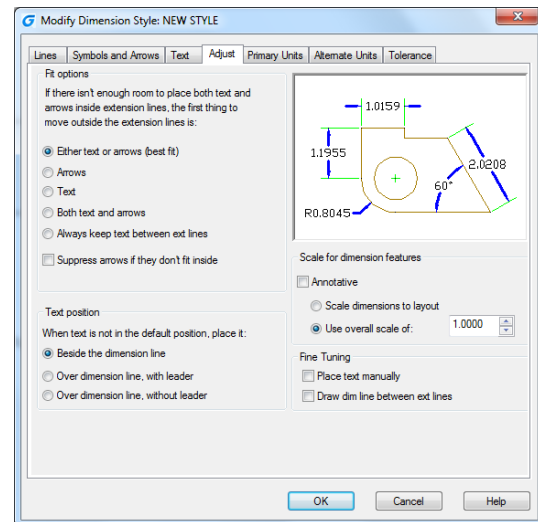 Modify Dimension Style: NEW STYLE
Lines Symbols and Arrows Text Adjust Primary Units Alternate Units Tolerance
Fit options
If there isn't enough room to place both text and
arrows inside extension lines, the first thing to
move outside the extension lines is:
Either text or arrows (best fit)
Arrows
Text
Both text and arrows
Always keep text between ext lines
Suppress arrows if they don't fit inside
Text position
When text is not in the default position, place it:
Beside the dimension line
Over dimension line, with leader
Over dimension line, without leader
1.0159
1.1955
2.0208
60°
R0.8045
Scale for dimension features
Annotative
Scale dimensions to layout
Use overall scale of: 1.0000
Fine Tuning
Place text manually
Draw dim line between ext lines
OK Cancel Help